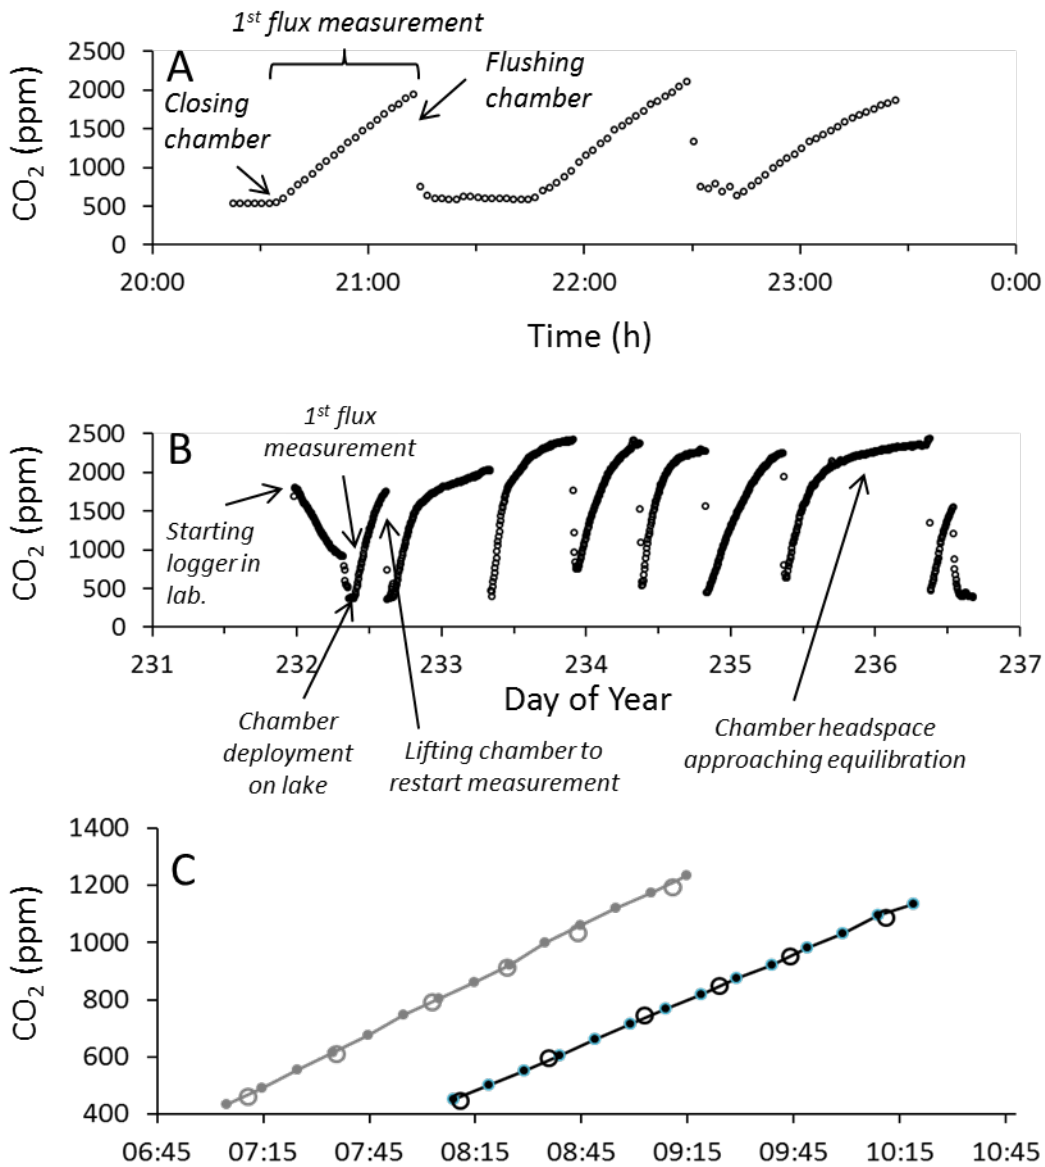 1st flux measurement
A
Closing
chamber
Flushing
chamber
CO2 (ppm)
2500
2000
1500
1000
500
0
20:00 21:00 22:00 23:00 0:00
Time (h)
1st flux
measurement
B
Starting
logger in
lab.
CO2 (ppm)
2500
2000
1500
1000
500
0
231 232 233 234 235 236 237
Day of Year
Chamber
deployment
on lake
Lifting chamber to
restart measurement
Chamber headspace
approaching equilibration
C
CO2 (ppm)
1400
1200
1000
800
600
400
06:45 07:15 07:45 08:15 08:45 09:15 09:45 10:15 10:45